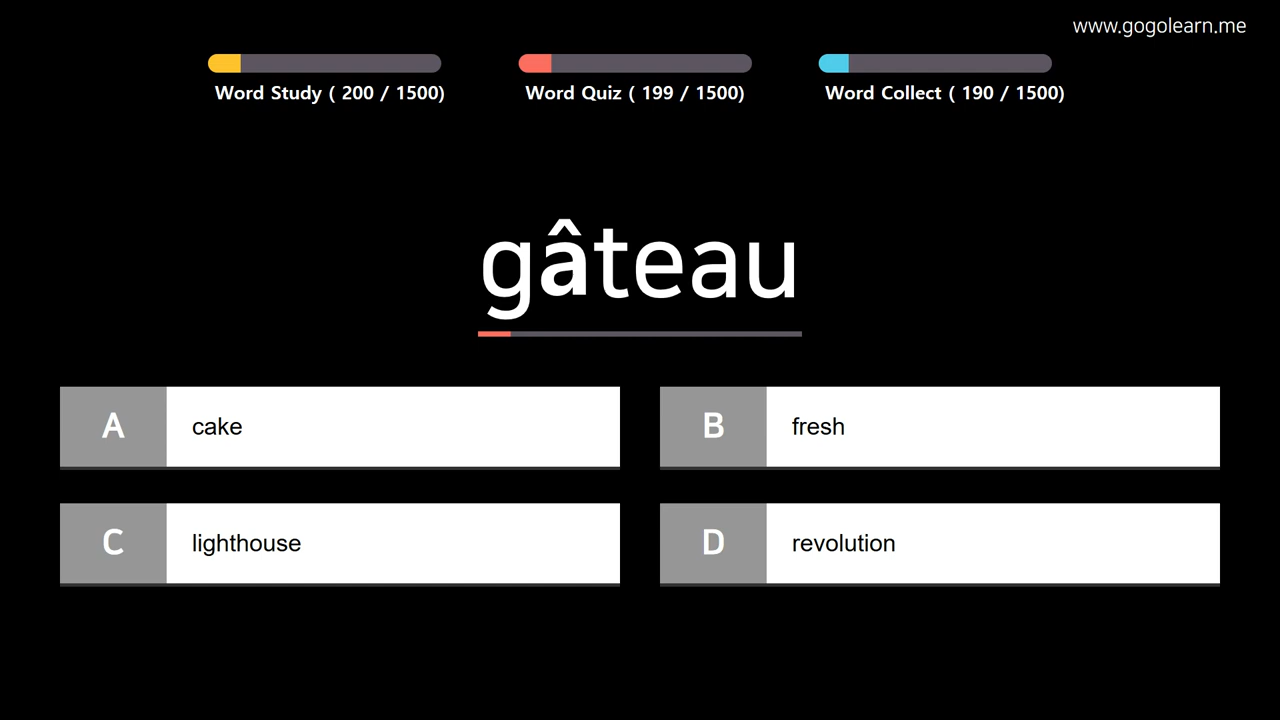 www.gogolearn.me
Word Study ( 200 / 1500)
Word Quiz ( 199 / 1500)
Word Collect ( 190 / 1500)
gâteau
A
cake
B
fresh
C
lighthouse
D
revolution